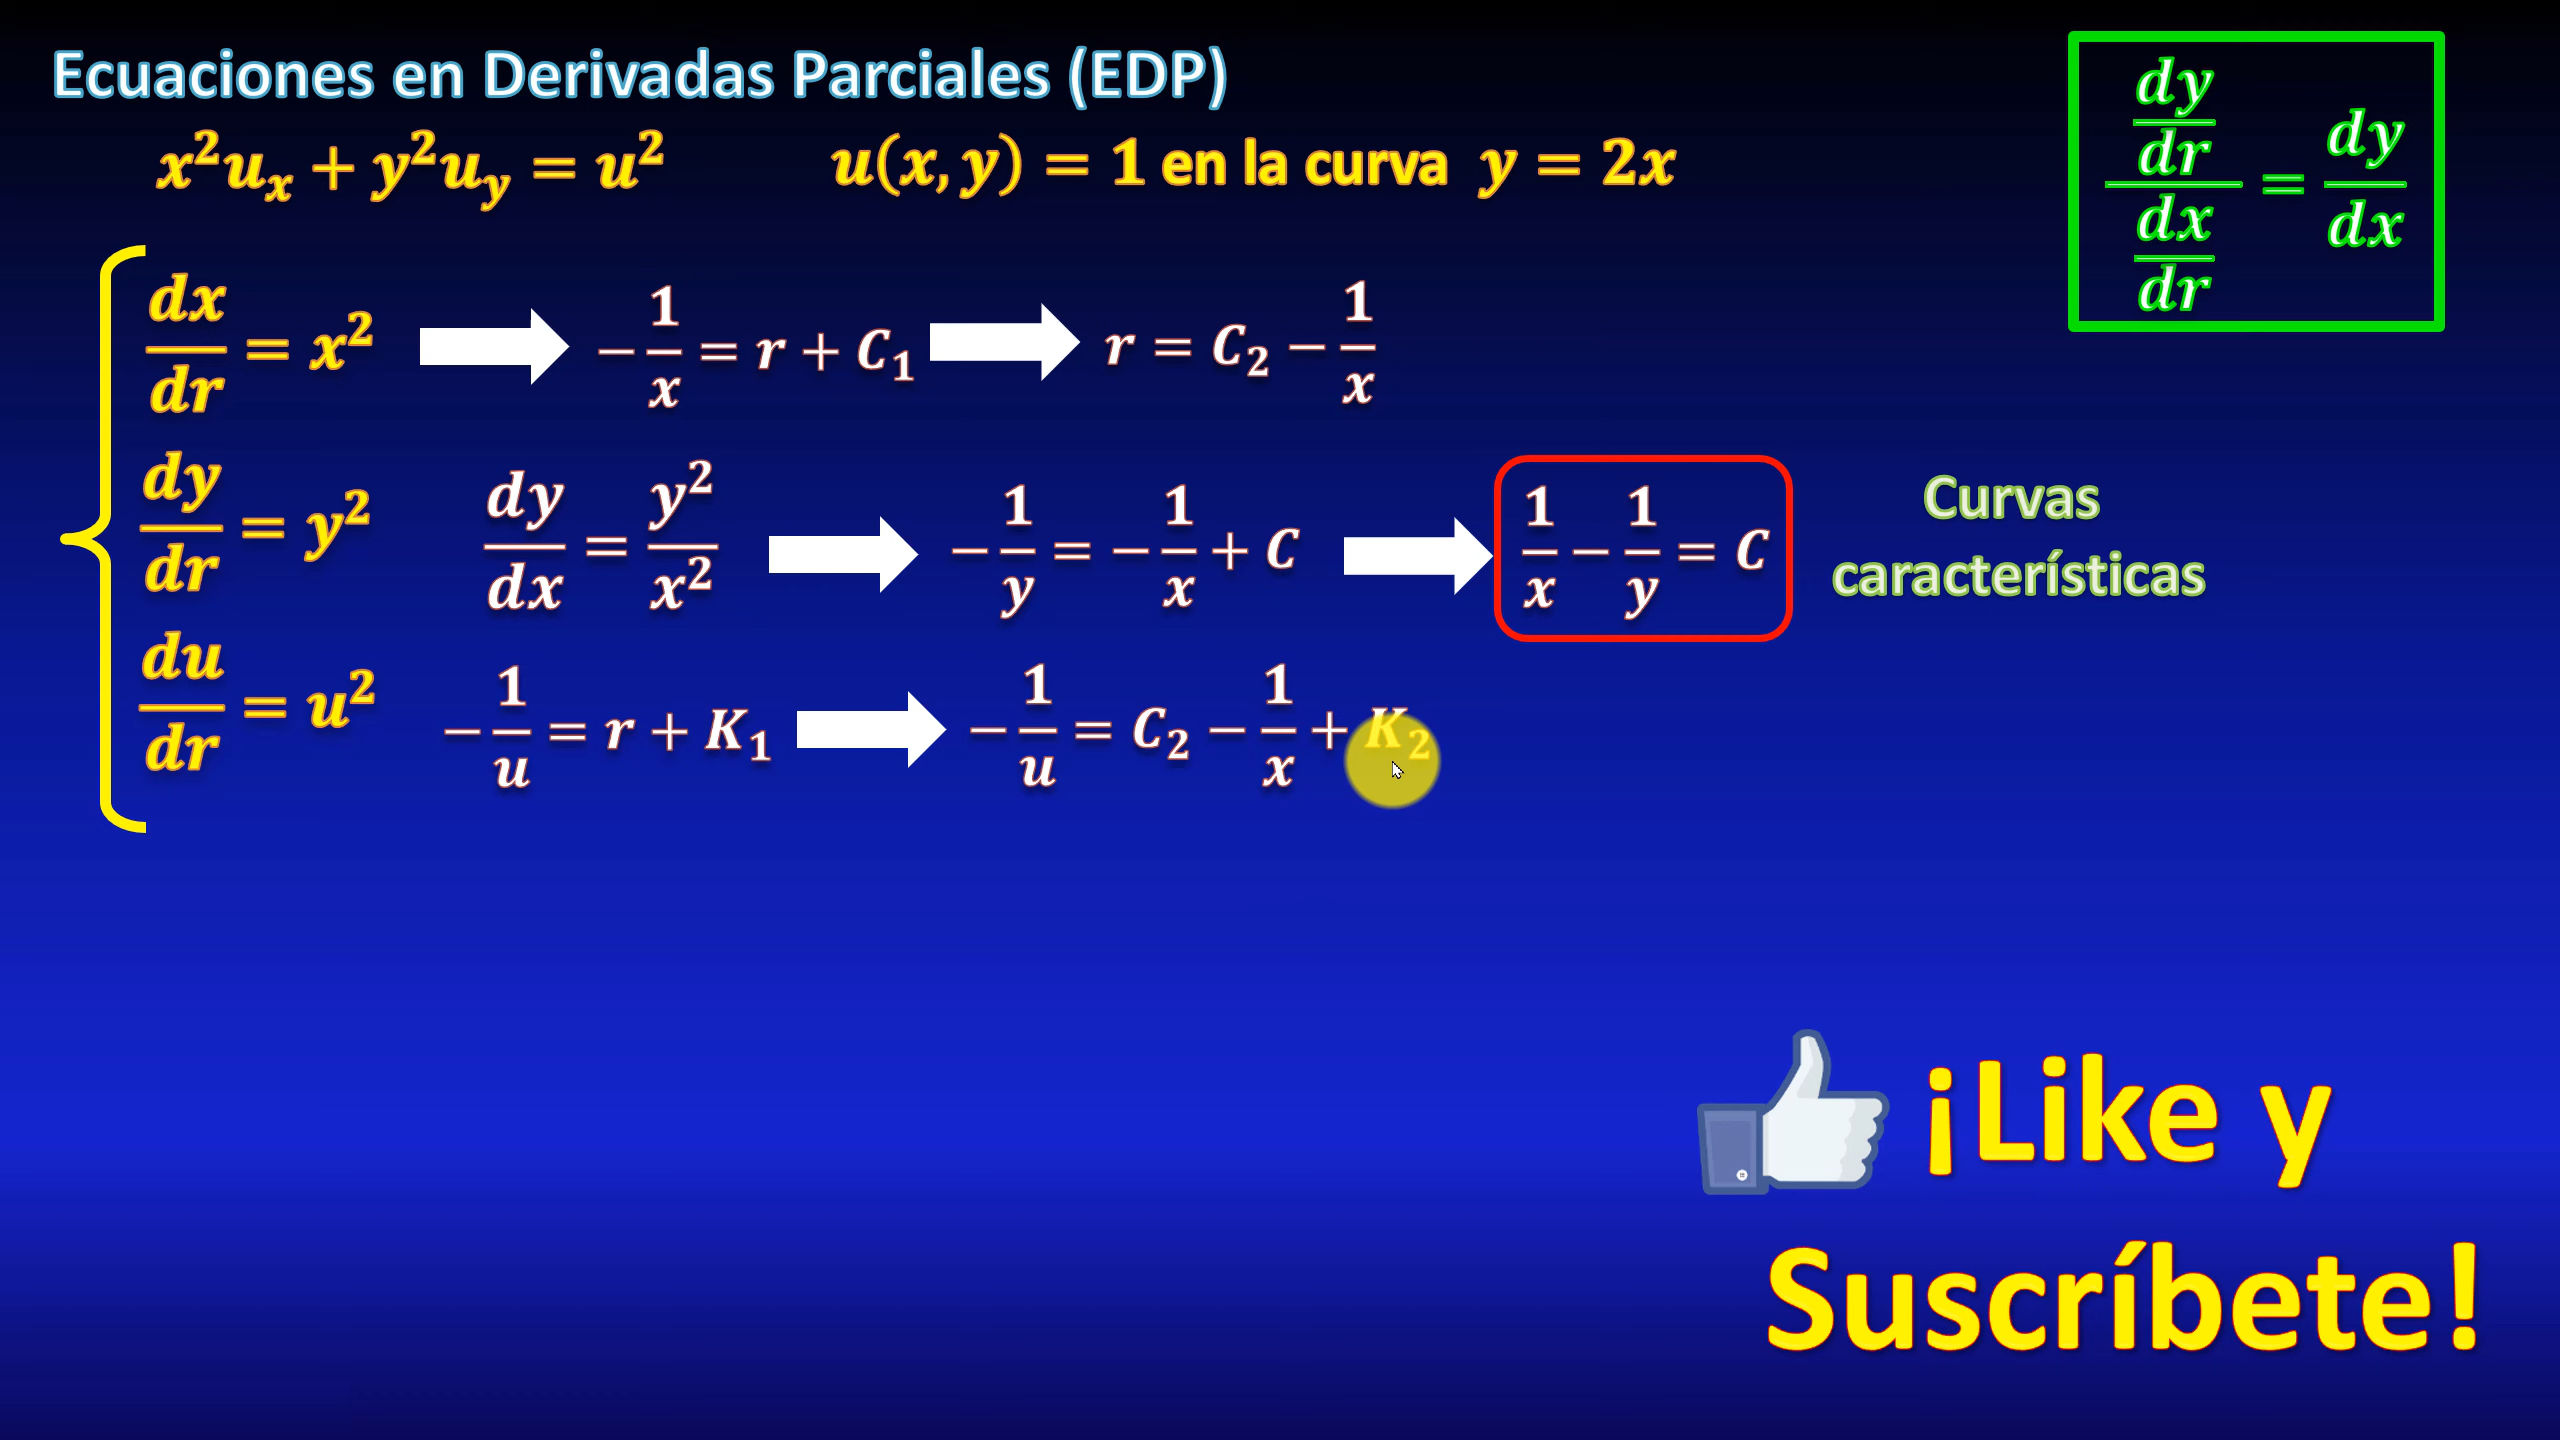 Ecuaciones en Derivadas Parciales (EDP)
x²uₓ + y²u_y = u²    u(x, y) = 1 en la curva y = 2x
(dy/dr)/(dx/dr) = dy/dx
dx/dr = x²    −1/x = r + C₁    r = C₂ − 1/x
dy/dr = y²    dy/dx = y²/x²    −1/y = −1/x + C    1/x − 1/y = C
Curvas
características
du/dr = u²    −1/u = r + K₁    −1/u = C₂ − 1/x + K₂
¡Like y
Suscríbete!